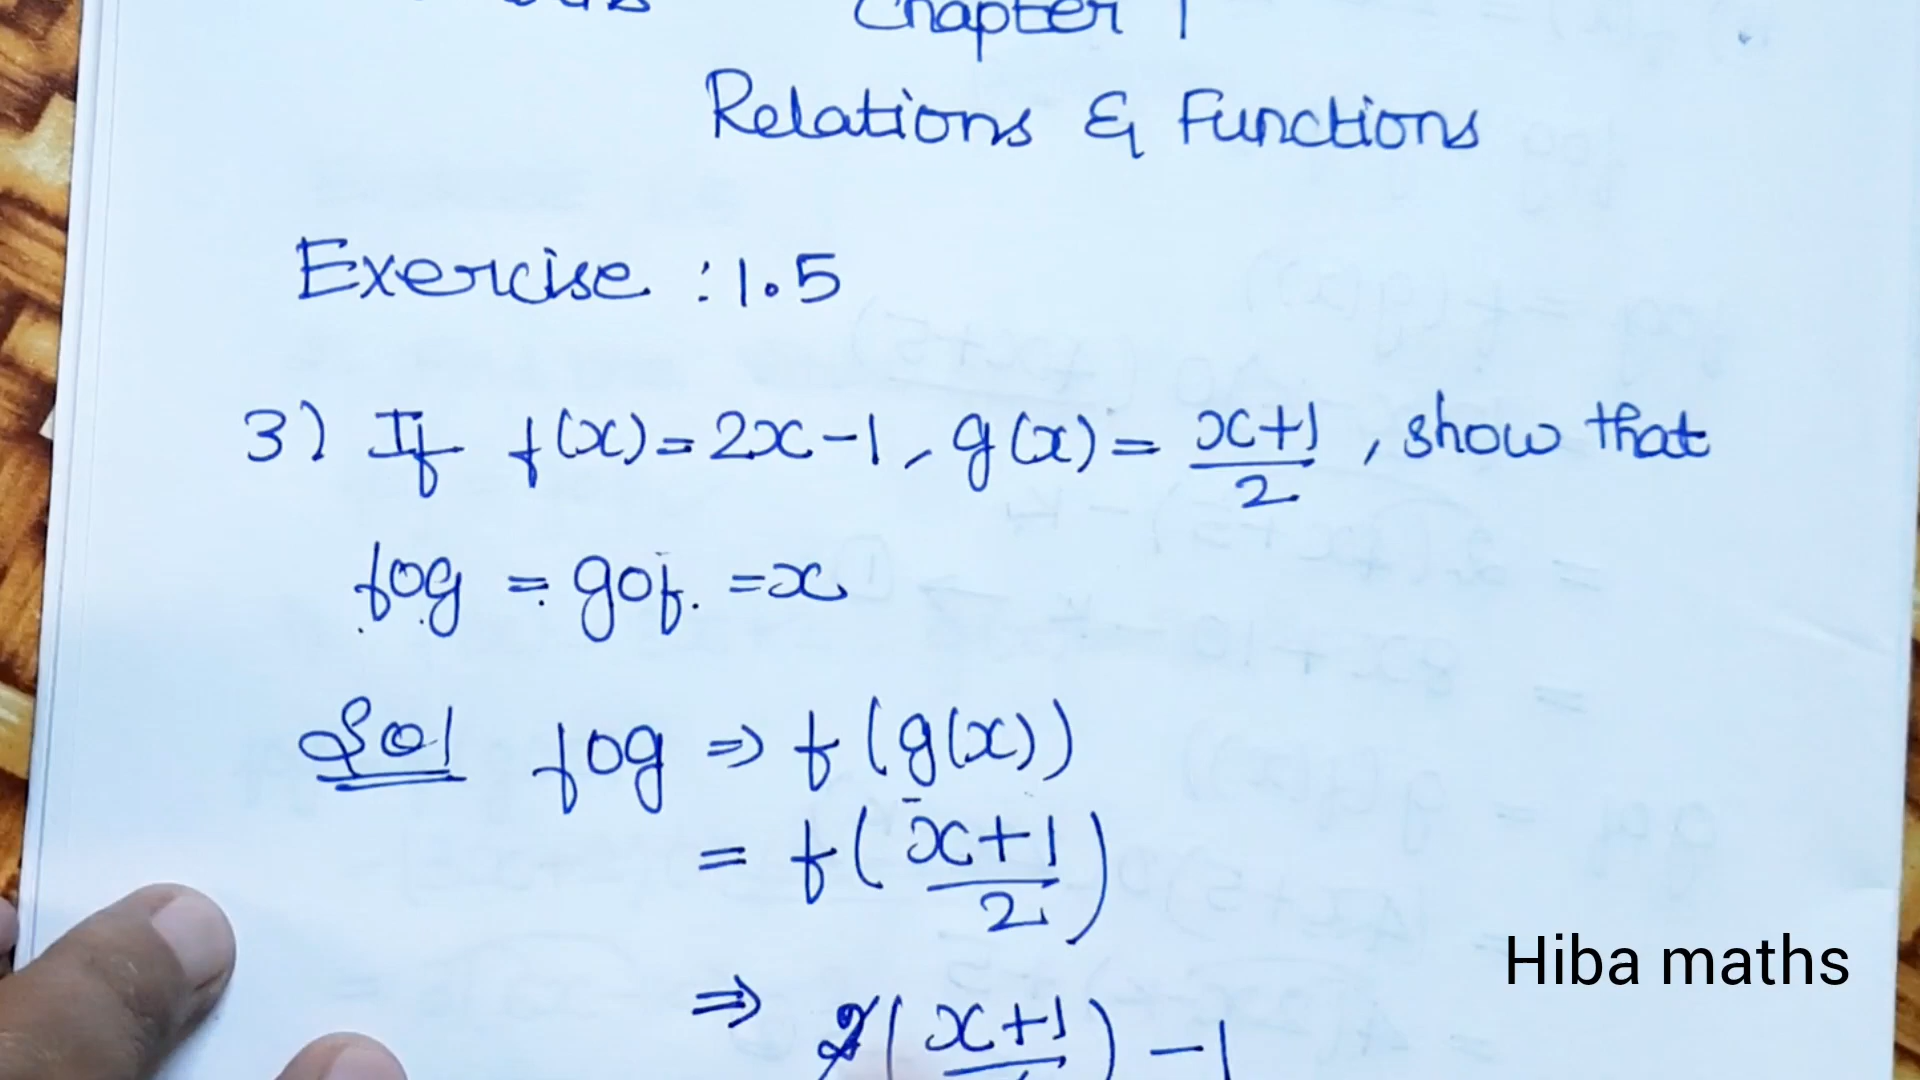 Chapter 1
Relations & Functions
Exercise : 1.5
3) If f(x) = 2x - 1, g(x) = (x+1)/2, show that
fog = gof. = x
Sol fog ⇒ f(g(x))
= f((x+1)/2)
⇒ 2((x+1)/2) - 1
Hiba maths